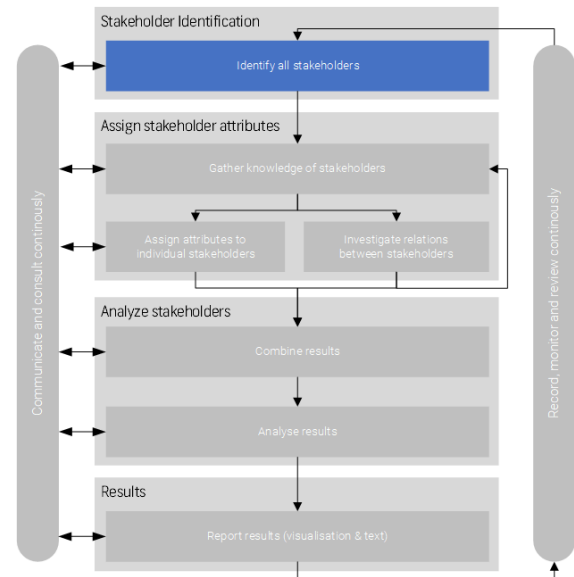 Stakeholder Identification
Identify all stakeholders
Assign stakeholder attributes
Gather knowledge of stakeholders
Assign attributes to
individual stakeholders
Investigate relations
between stakeholders
Analyze stakeholders
Combine results
Analyse results
Results
Report results (visualisation & text)
Communicate and consult continously
Record, monitor and review continously